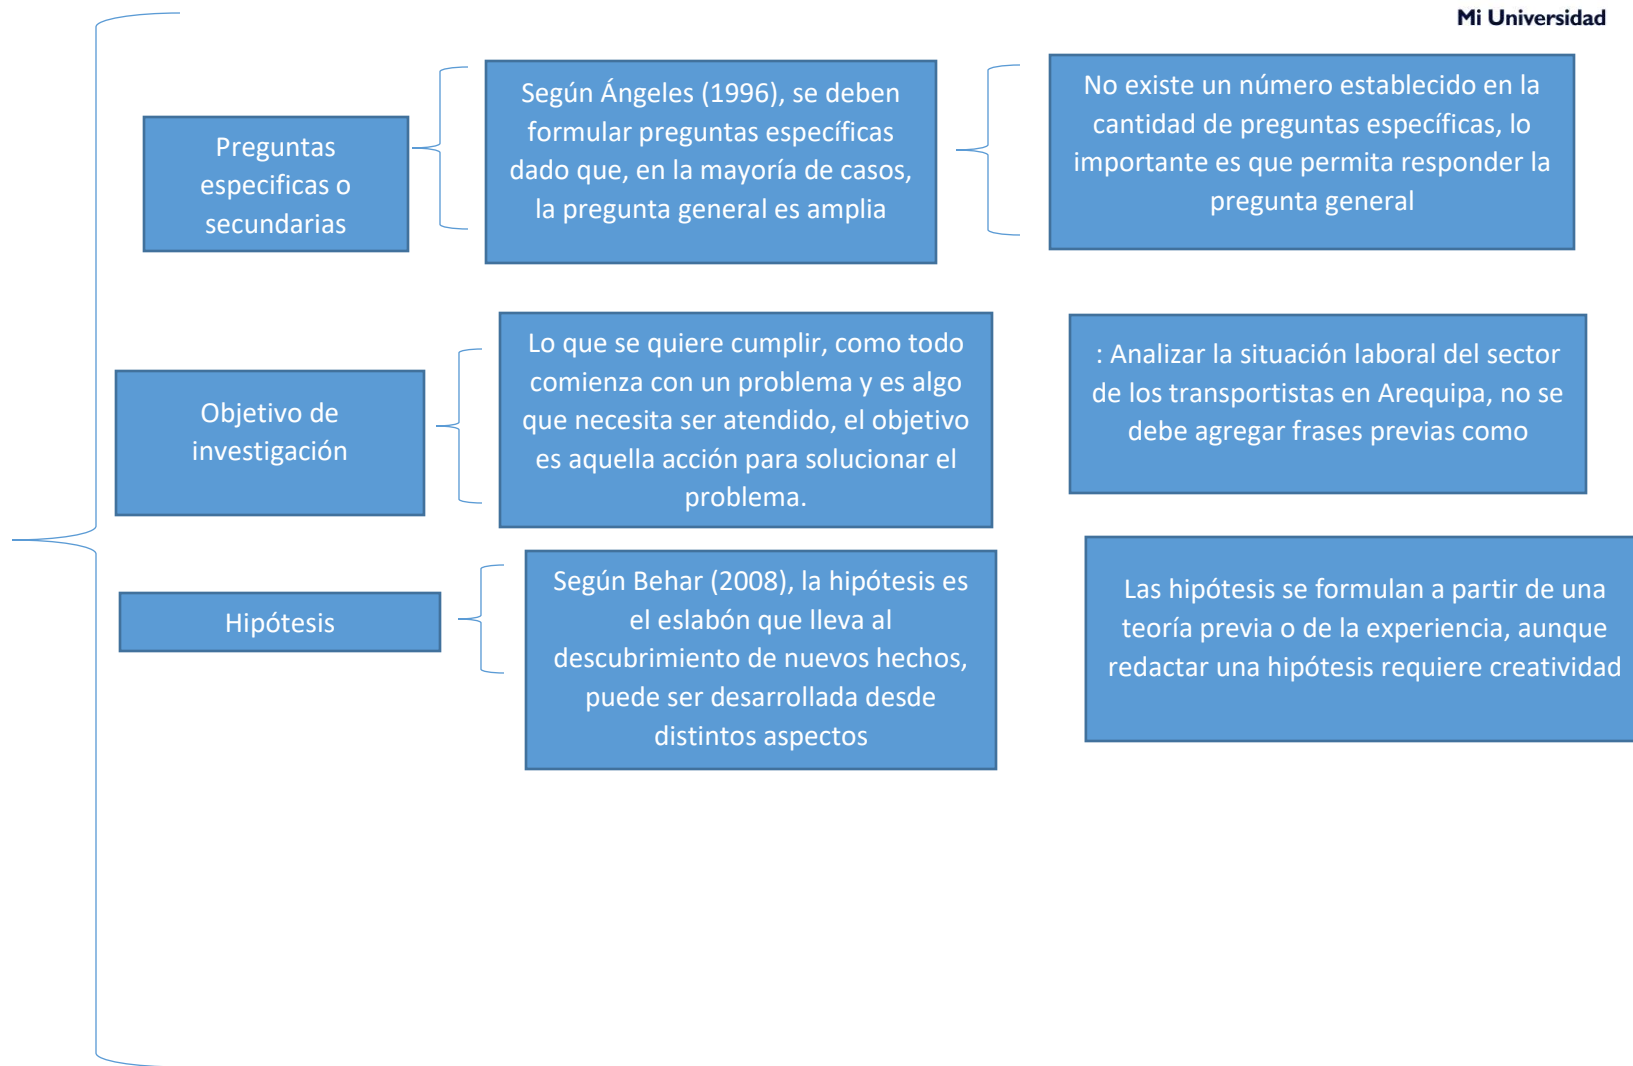 Mi Universidad
Preguntas
especificas o
secundarias
Según Ángeles (1996), se deben
formular preguntas específicas
dado que, en la mayoría de casos,
la pregunta general es amplia
No existe un número establecido en la
cantidad de preguntas específicas, lo
importante es que permita responder la
pregunta general
Objetivo de
investigación
Lo que se quiere cumplir, como todo
comienza con un problema y es algo
que necesita ser atendido, el objetivo
es aquella acción para solucionar el
problema.
: Analizar la situación laboral del sector
de los transportistas en Arequipa, no se
debe agregar frases previas como
Hipótesis
Según Behar (2008), la hipótesis es
el eslabón que lleva al
descubrimiento de nuevos hechos,
puede ser desarrollada desde
distintos aspectos
Las hipótesis se formulan a partir de una
teoría previa o de la experiencia, aunque
redactar una hipótesis requiere creatividad